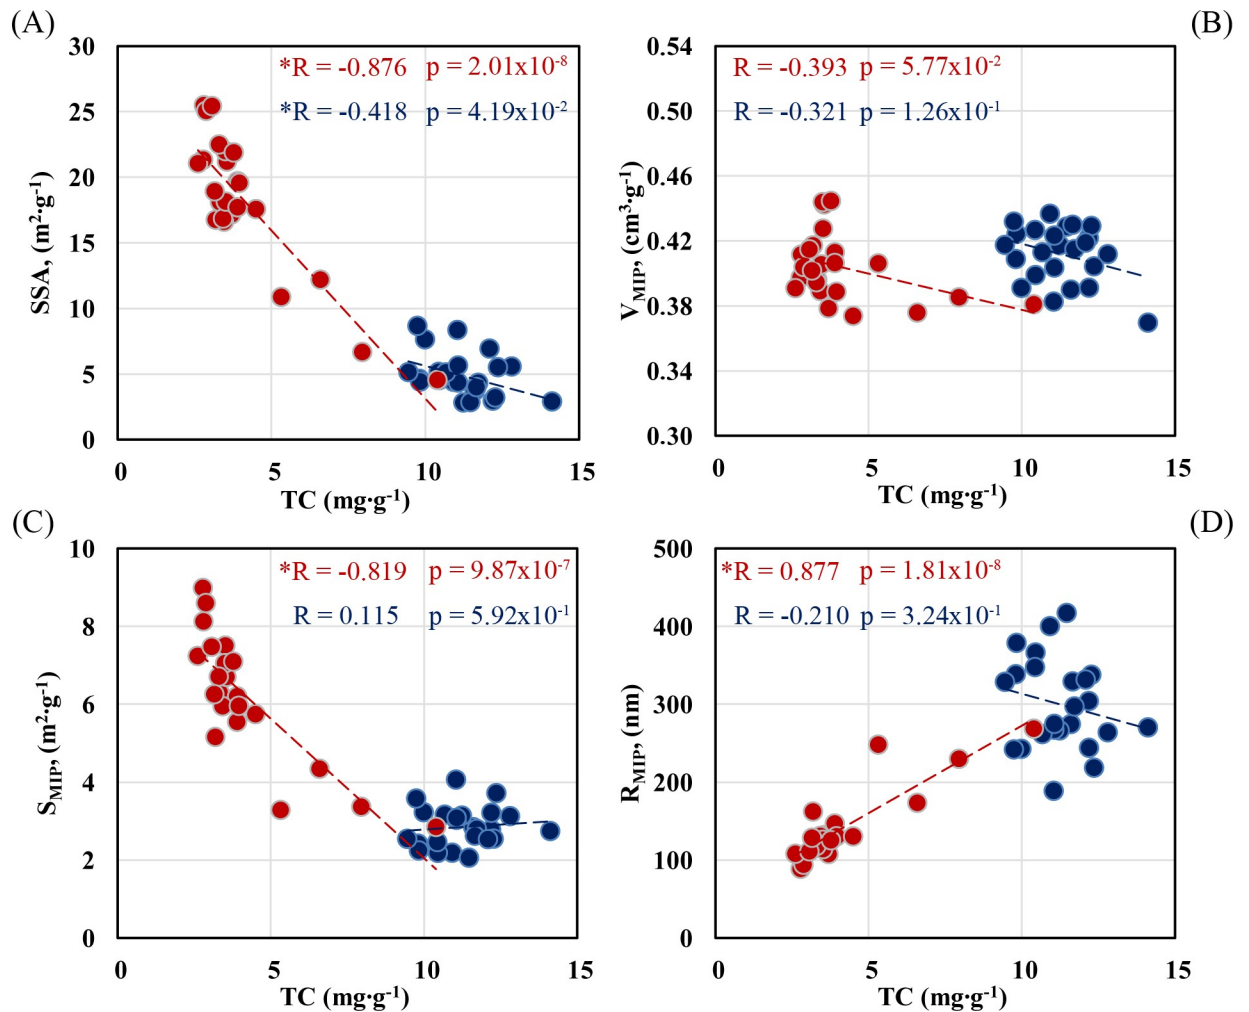 (A)
30
25
20
15
10
5
0
SSA, (m²·g⁻¹)
*R = -0.876 p = 2.01x10⁻⁸
*R = -0.418 p = 4.19x10⁻²
0 5 10 15
TC (mg·g⁻¹)
(B)
0.54
0.50
0.46
0.42
0.38
0.34
0.30
V_MIP, (cm³·g⁻¹)
R = -0.393 p = 5.77x10⁻²
R = -0.321 p = 1.26x10⁻¹
0 5 10 15
TC (mg·g⁻¹)
(C)
10
8
6
4
2
0
S_MIP, (m²·g⁻¹)
*R = -0.819 p = 9.87x10⁻⁷
R = 0.115 p = 5.92x10⁻¹
0 5 10 15
TC (mg·g⁻¹)
(D)
500
400
300
200
100
0
R_MIP, (nm)
*R = 0.877 p = 1.81x10⁻⁸
R = -0.210 p = 3.24x10⁻¹
0 5 10 15
TC (mg·g⁻¹)